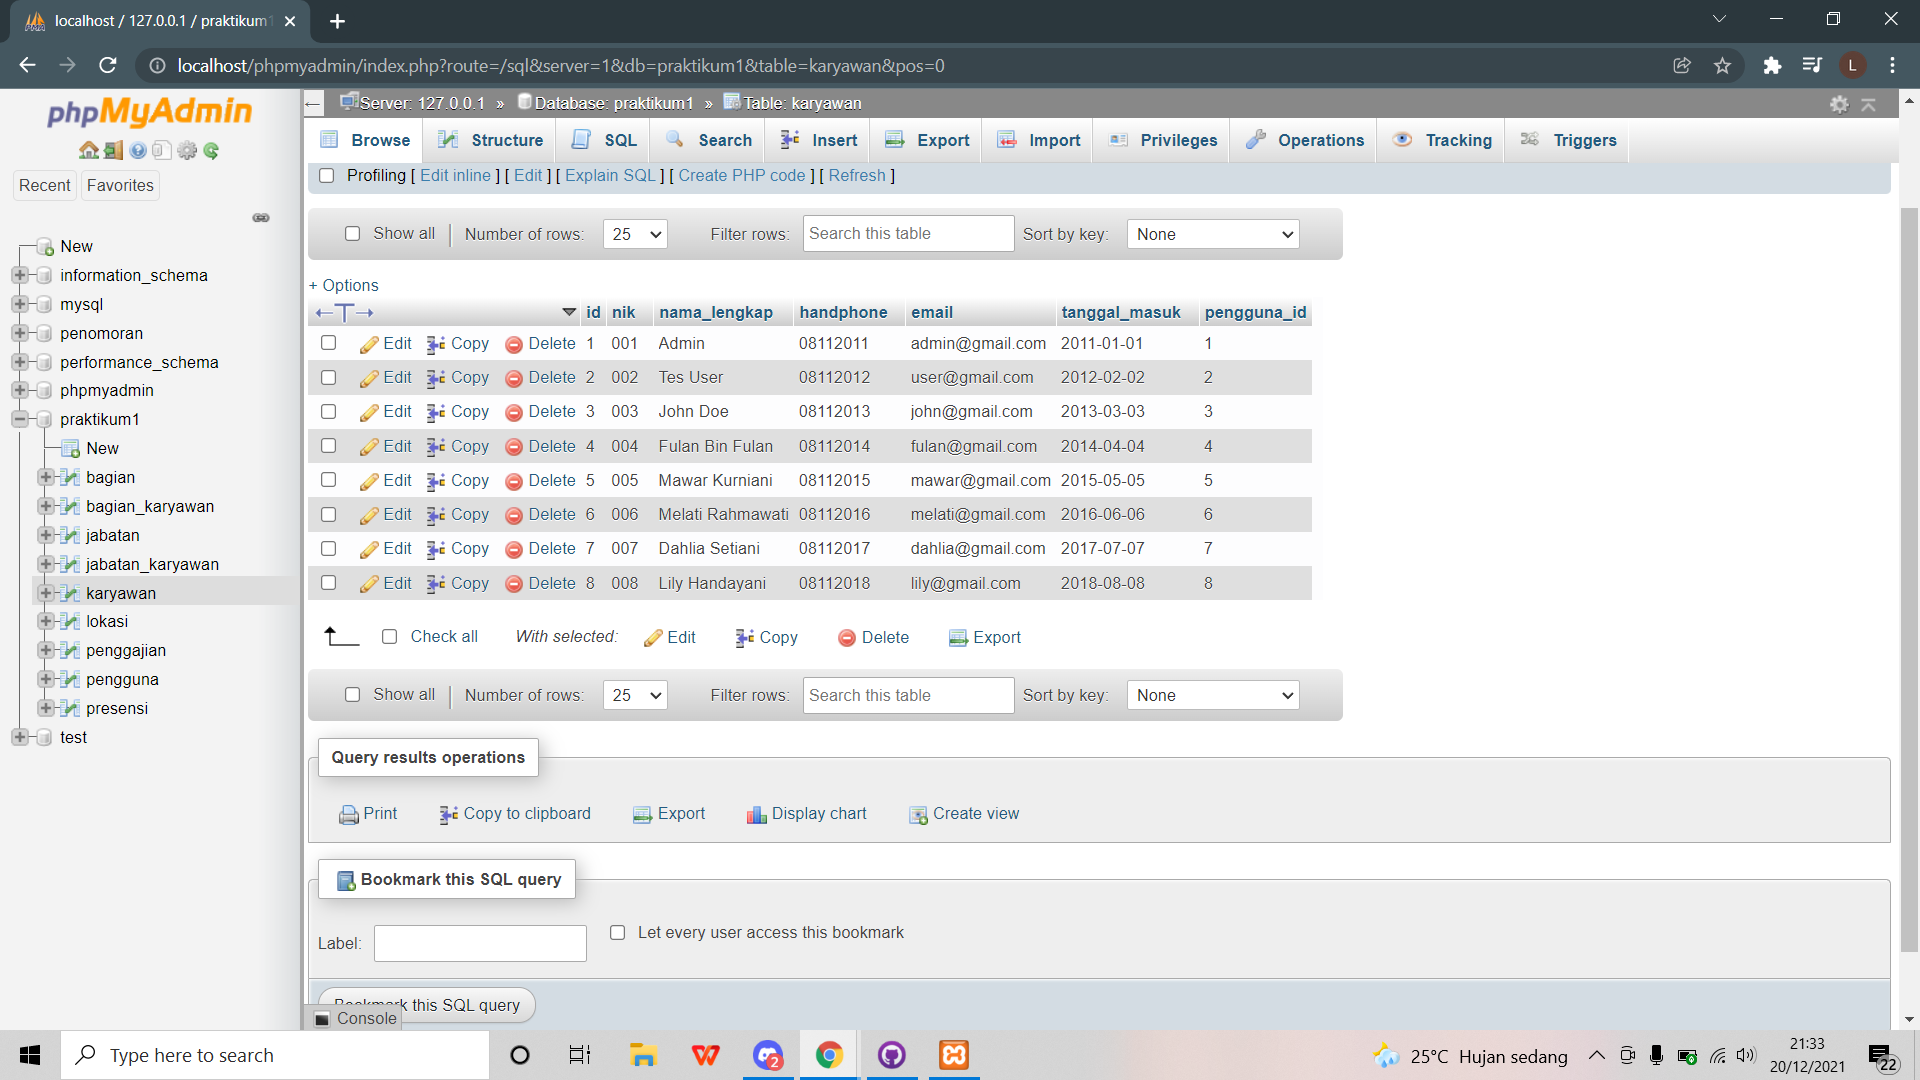 localhost / 127.0.0.1 / praktikum1
localhost/phpmyadmin/index.php?route=/sql&server=1&db=praktikum1&table=karyawan&pos=0
L
phpMyAdmin
Recent Favorites
New
information_schema
mysql
penomoran
performance_schema
phpmyadmin
praktikum1
New
bagian
bagian_karyawan
jabatan
jabatan_karyawan
karyawan
lokasi
penggajian
pengguna
presensi
test
Server: 127.0.0.1 » Database: praktikum1 » Table: karyawan
Browse Structure SQL Search Insert Export Import Privileges Operations Tracking Triggers
Profiling [ Edit inline ] [ Edit ] [ Explain SQL ] [ Create PHP code ] [ Refresh ]
Show all Number of rows: 25 Filter rows: Search this table Sort by key: None
+ Options
id nik nama_lengkap handphone email tanggal_masuk pengguna_id
Edit Copy Delete 1 001 Admin 08112011 admin@gmail.com 2011-01-01 1
Edit Copy Delete 2 002 Tes User 08112012 user@gmail.com 2012-02-02 2
Edit Copy Delete 3 003 John Doe 08112013 john@gmail.com 2013-03-03 3
Edit Copy Delete 4 004 Fulan Bin Fulan 08112014 fulan@gmail.com 2014-04-04 4
Edit Copy Delete 5 005 Mawar Kurniani 08112015 mawar@gmail.com 2015-05-05 5
Edit Copy Delete 6 006 Melati Rahmawati 08112016 melati@gmail.com 2016-06-06 6
Edit Copy Delete 7 007 Dahlia Setiani 08112017 dahlia@gmail.com 2017-07-07 7
Edit Copy Delete 8 008 Lily Handayani 08112018 lily@gmail.com 2018-08-08 8
Check all With selected: Edit Copy Delete Export
Show all Number of rows: 25 Filter rows: Search this table Sort by key: None
Query results operations
Print Copy to clipboard Export Display chart Create view
Bookmark this SQL query
Label: Let every user access this bookmark
Bookmark this SQL query
Console
Type here to search
2
25°C Hujan sedang
21:33
20/12/2021
22